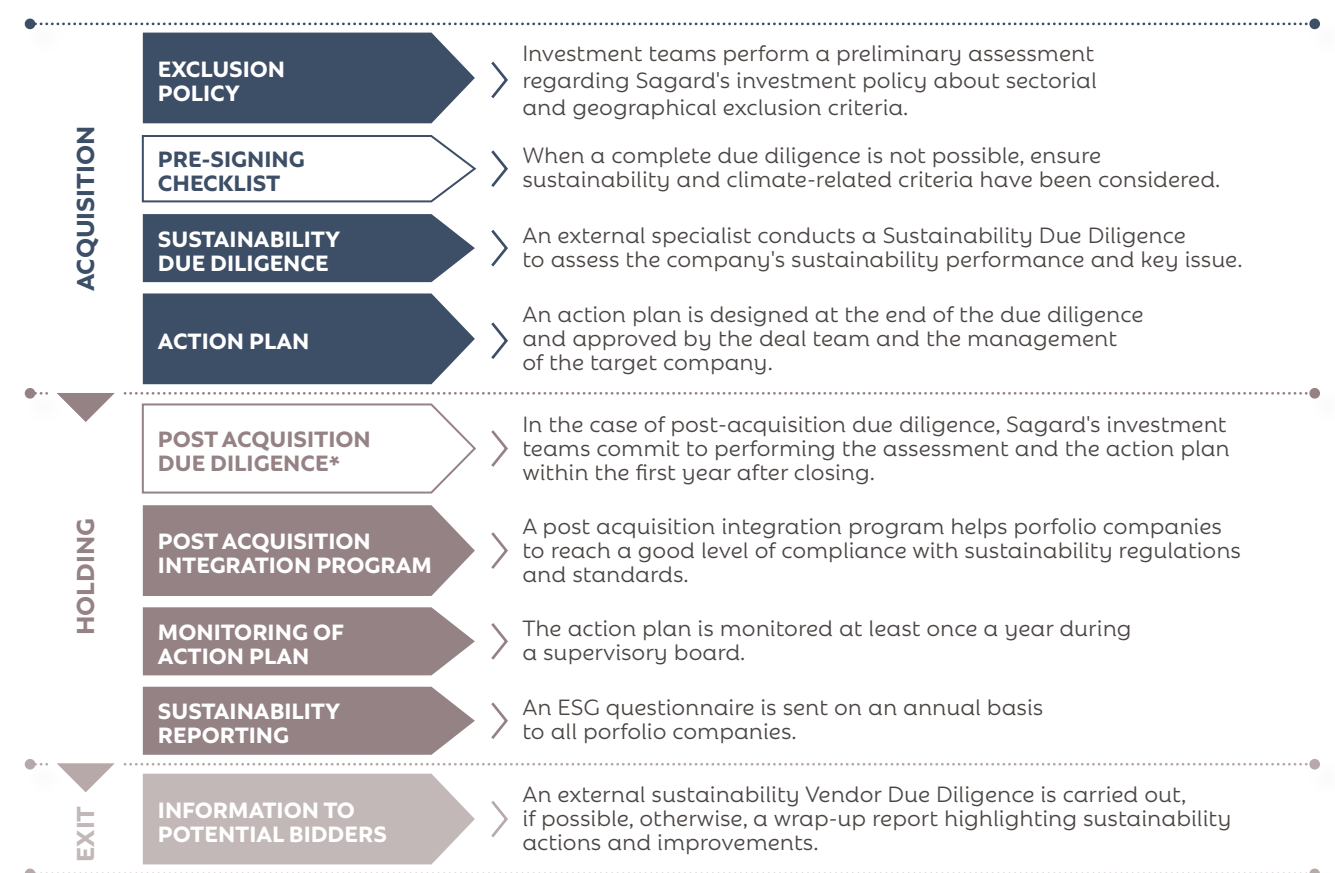 ACQUISITION
EXCLUSION
POLICY
Investment teams perform a preliminary assessment
regarding Sagard's investment policy about sectorial
and geographical exclusion criteria.
PRE-SIGNING
CHECKLIST
When a complete due diligence is not possible, ensure
sustainability and climate-related criteria have been considered.
SUSTAINABILITY
DUE DILIGENCE
An external specialist conducts a Sustainability Due Diligence
to assess the company's sustainability performance and key issue.
ACTION PLAN
An action plan is designed at the end of the due diligence
and approved by the deal team and the management
of the target company.
HOLDING
POST ACQUISITION
DUE DILIGENCE*
In the case of post-acquisition due diligence, Sagard's investment
teams commit to performing the assessment and the action plan
within the first year after closing.
POST ACQUISITION
INTEGRATION PROGRAM
A post acquisition integration program helps porfolio companies
to reach a good level of compliance with sustainability regulations
and standards.
MONITORING OF
ACTION PLAN
The action plan is monitored at least once a year during
a supervisory board.
SUSTAINABILITY
REPORTING
An ESG questionnaire is sent on an annual basis
to all porfolio companies.
EXIT
INFORMATION TO
POTENTIAL BIDDERS
An external sustainability Vendor Due Diligence is carried out,
if possible, otherwise, a wrap-up report highlighting sustainability
actions and improvements.